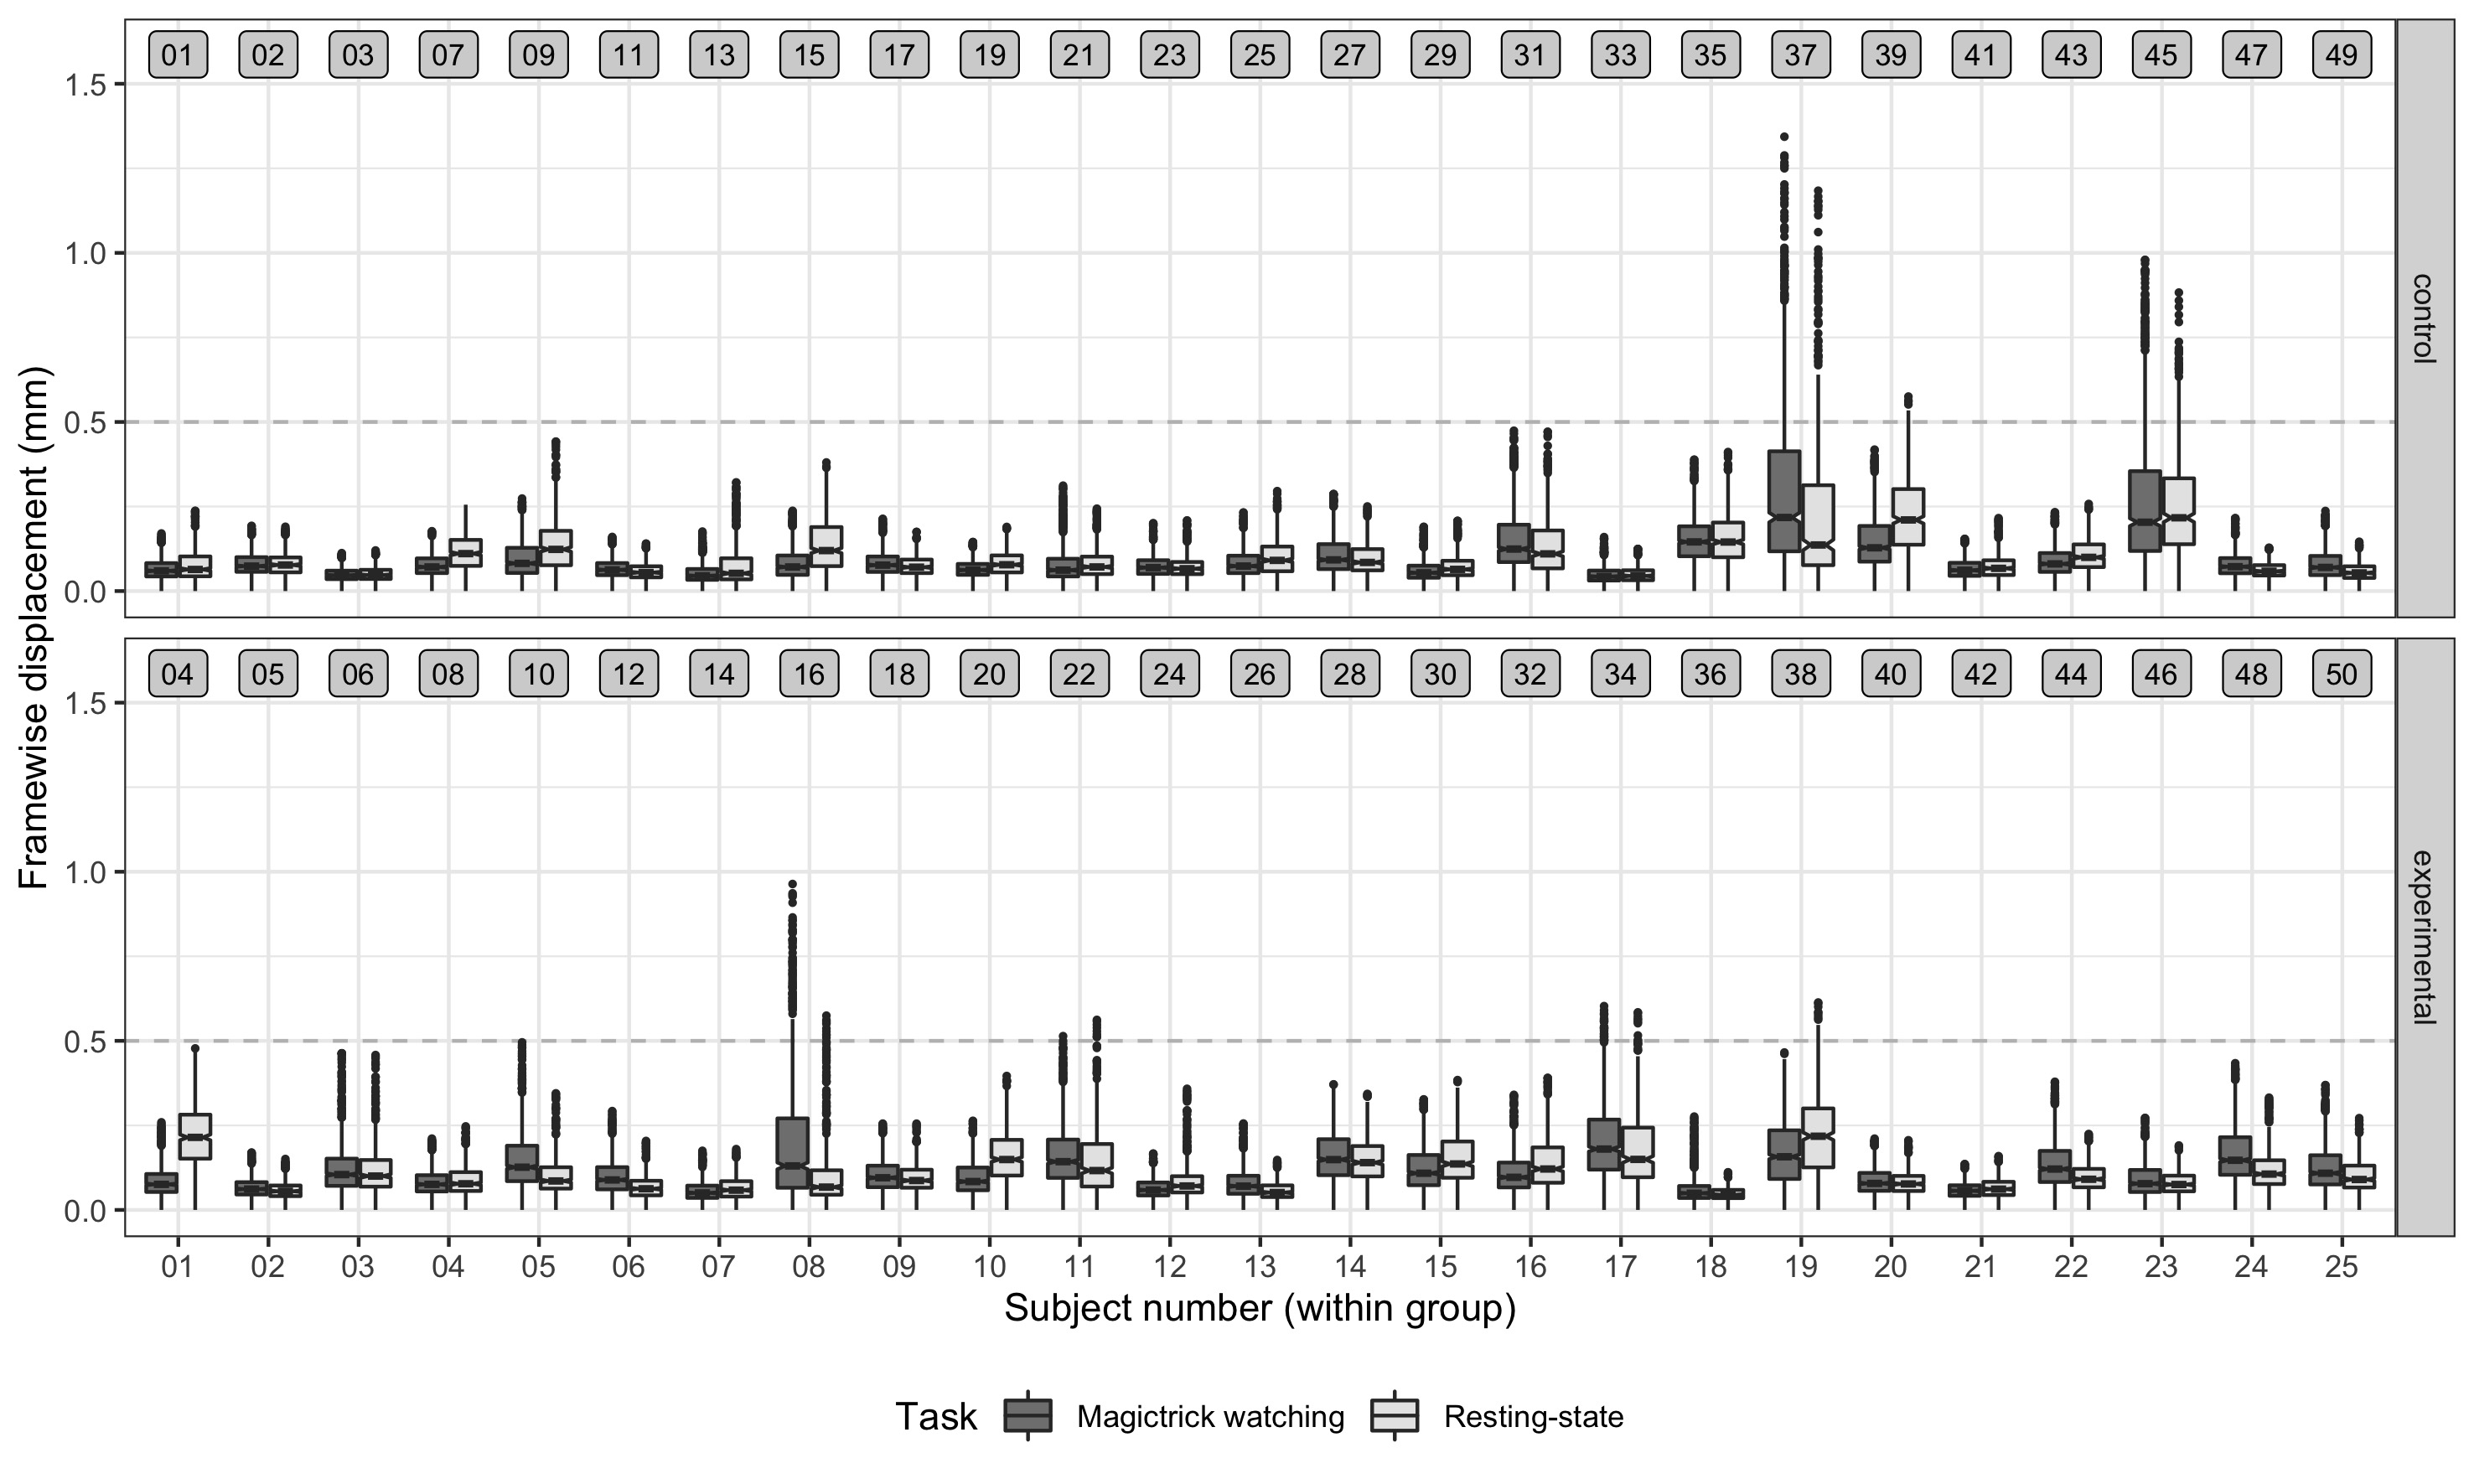 01 02 03 07 09 11 13 15 17 19 21 23 25 27 29 31 33 35 37 39 41 43 45 47 49
1.5
1.0
0.5
0.0
control
Framewise displacement (mm)
04 05 06 08 10 12 14 16 18 20 22 24 26 28 30 32 34 36 38 40 42 44 46 48 50
1.5
1.0
0.5
0.0
experimental
01 02 03 04 05 06 07 08 09 10 11 12 13 14 15 16 17 18 19 20 21 22 23 24 25
Subject number (within group)
Task Magictrick watching Resting-state